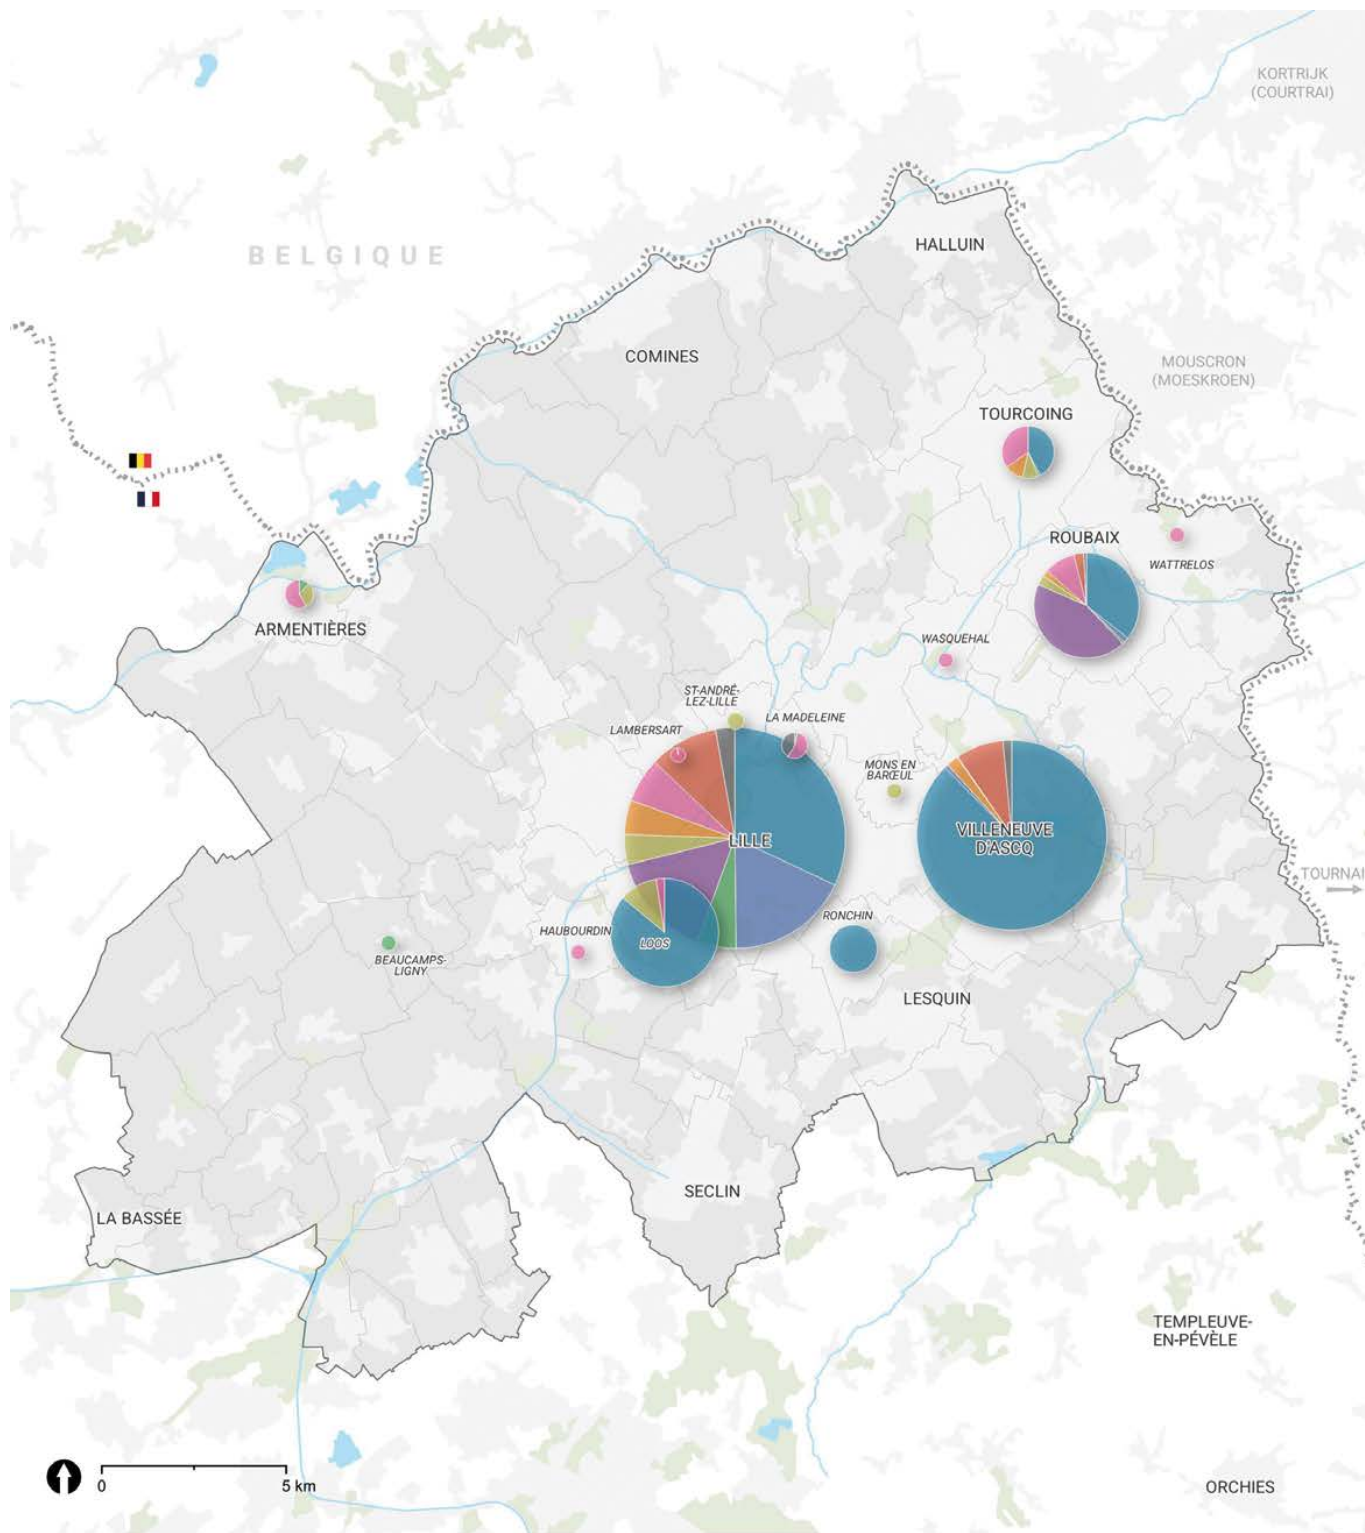 KORTRIJK
(COURTRAI)
HALLUIN
BELGIQUE
COMINES
MOUSCRON
(MOESKROEN)
TOURCOING
ROUBAIX
WATTRELOS
ARMENTIÈRES
WASQUEHAL
ST-ANDRÉ-
LEZ-LILLE
LA MADELEINE
LAMBERSART
MONS EN
BARŒUL
LILLE
VILLENEUVE
D'ASCQ
TOURNAI
RONCHIN
HAUBOURDIN
LOOS
BEAUCAMPS-
LIGNY
LESQUIN
SECLIN
LA BASSÉE
TEMPLEUVE-
EN-PÉVÈLE
0 5 km
ORCHIES